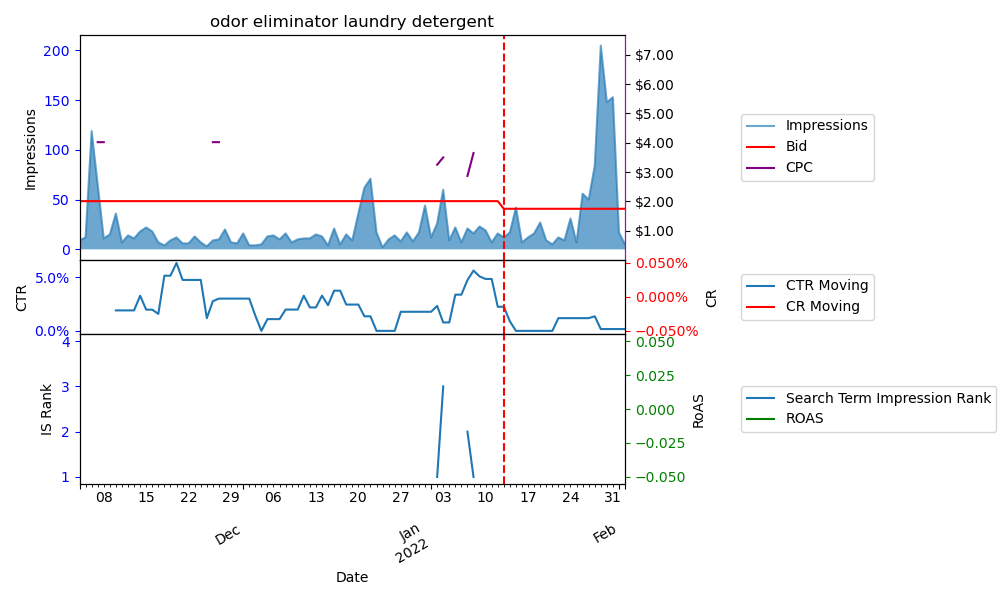 odor eliminator laundry detergent
Impressions
200
150
100
50
0
$7.00
$6.00
$5.00
$4.00
$3.00
$2.00
$1.00
Impressions
Bid
CPC
CTR
5.0%
0.0%
0.050%
0.000%
−0.050%
CR
CTR Moving
CR Moving
IS Rank
4
3
2
1
0.050
0.025
0.000
−0.025
−0.050
RoAS
Search Term Impression Rank
ROAS
08 15 22 29 06 13 20 27 03 10 17 24 31
Dec Jan Feb
2022
Date